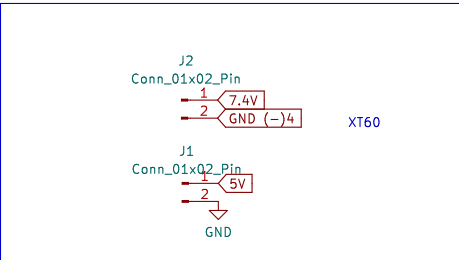 J2
Conn_01x02_Pin
1
7.4V
2
GND (-)4
XT60
J1
Conn_01x02_Pin
1
5V
2
GND